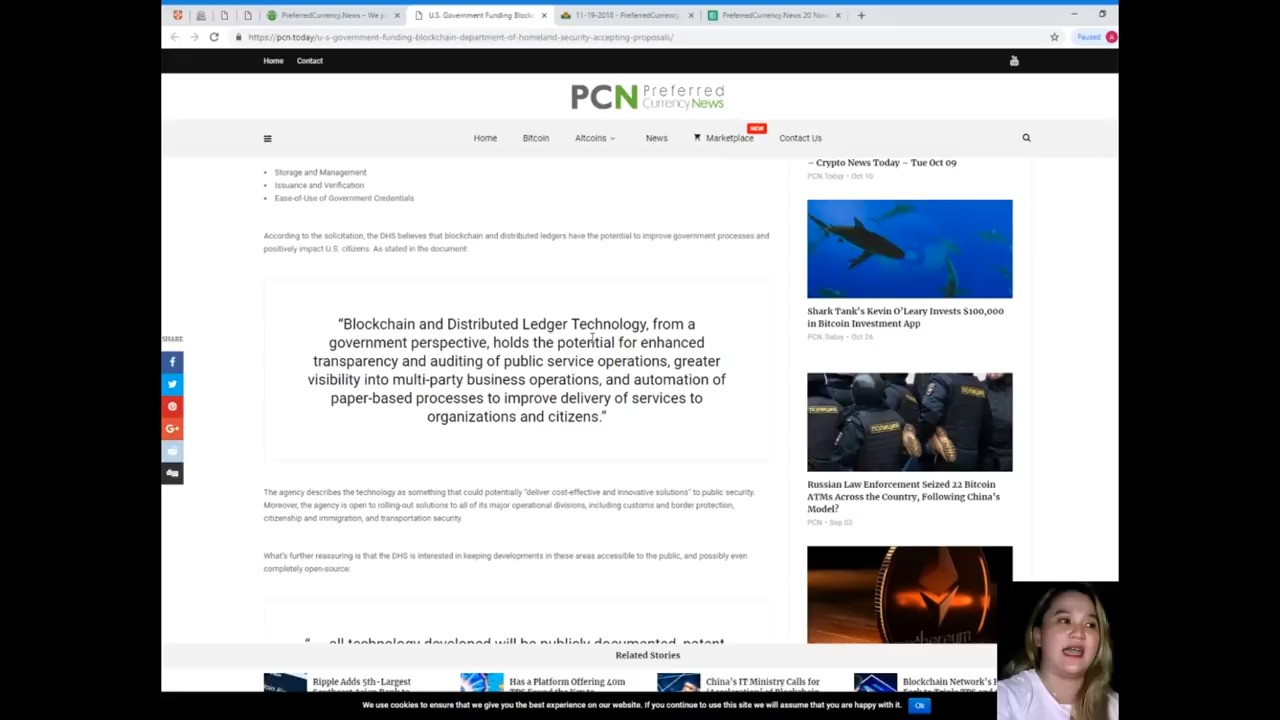 PreferredCurrency.News – We p
U.S. Government Funding Block
11-19-2018 - PreferredCurrency
PreferredCurrency.News 20 Nov
https://pcn.today/u-s-government-funding-blockchain-department-of-homeland-security-accepting-proposals/
Paused
Home
Contact
PCN Preferred
Currency News
Home
Bitcoin
Altcoins
News
Marketplace
NEW
Contact Us
• Storage and Management
• Issuance and Verification
• Ease-of-Use of Government Credentials
According to the solicitation, the DHS believes that blockchain and distributed ledgers have the potential to improve government processes and
positively impact U.S. citizens. As stated in the document:
“Blockchain and Distributed Ledger Technology, from a
government perspective, holds the potential for enhanced
transparency and auditing of public service operations, greater
visibility into multi-party business operations, and automation of
paper-based processes to improve delivery of services to
organizations and citizens.”
The agency describes the technology as something that could potentially “deliver cost-effective and innovative solutions” to public security.
Moreover, the agency is open to rolling-out solutions to all of its major operational divisions, including customs and border protection,
citizenship and immigration, and transportation security.
What's further reassuring is that the DHS is interested in keeping developments in these areas accessible to the public, and possibly even
completely open-source:
“ ... all technology developed will be publicly documented, patent
SHARE
– Crypto News Today – Tue Oct 09
PCN.Today • Oct 10
Shark Tank’s Kevin O’Leary Invests $100,000
in Bitcoin Investment App
PCN.Today • Oct 26
ПОЛИЦИЯ
ПОЛИЦИЯ
Russian Law Enforcement Seized 22 Bitcoin
ATMs Across the Country, Following China’s
Model?
PCN • Sep 03
ethereum
Related Stories
Ripple Adds 5th-Largest
Has a Platform Offering 40m
China’s IT Ministry Calls for
Blockchain Network’s
We use cookies to ensure that we give you the best experience on our website. If you continue to use this site we will assume that you are happy with it.
Ok